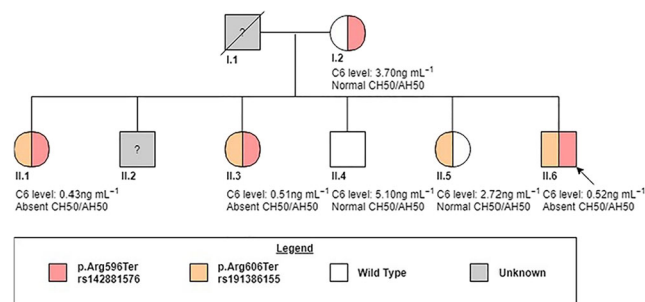 ?
I.1
I.2
C6 level: 3.70ng mL⁻¹
Normal CH50/AH50
?
II.1
II.2
II.3
II.4
II.5
II.6
C6 level: 0.43ng mL⁻¹
Absent CH50/AH50
C6 level: 0.51ng mL⁻¹
Absent CH50/AH50
C6 level: 5.10ng mL⁻¹
Normal CH50/AH50
C6 level: 2.72ng mL⁻¹
Normal CH50/AH50
C6 level: 0.52ng mL⁻¹
Absent CH50/AH50
Legend
p.Arg596Ter
rs142881576
p.Arg606Ter
rs191386155
Wild Type
Unknown